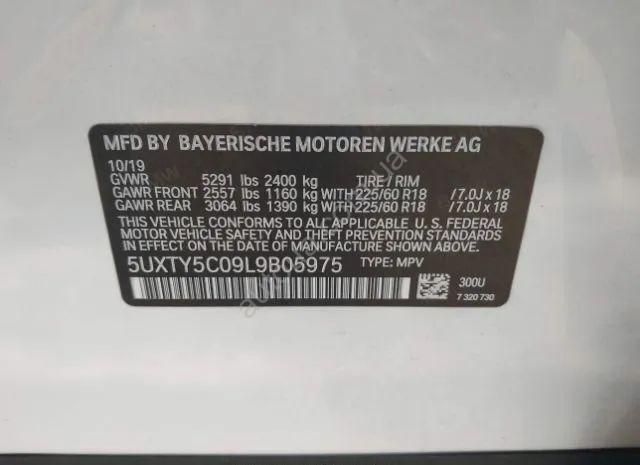 MFD BY BAYERISCHE MOTOREN WERKE AG
10/19
GVWR 5291 lbs 2400 kg TIRE / RIM
GAWR FRONT 2557 lbs 1160 kg WITH 225/60 R18 /7.0J x 18
GAWR REAR 3064 lbs 1390 kg WITH 225/60 R18 /7.0J x 18
THIS VEHICLE CONFORMS TO ALL APPLICABLE U.S. FEDERAL
MOTOR VEHICLE SAFETY, BUMPER, AND THEFT PREVENTION
STANDARDS IN EFFECT ON THE DATE OF MANUFACTURE SHOWN ABOVE.
5UXTY5C09L9B05975 TYPE: MPV
300U
7 320 730